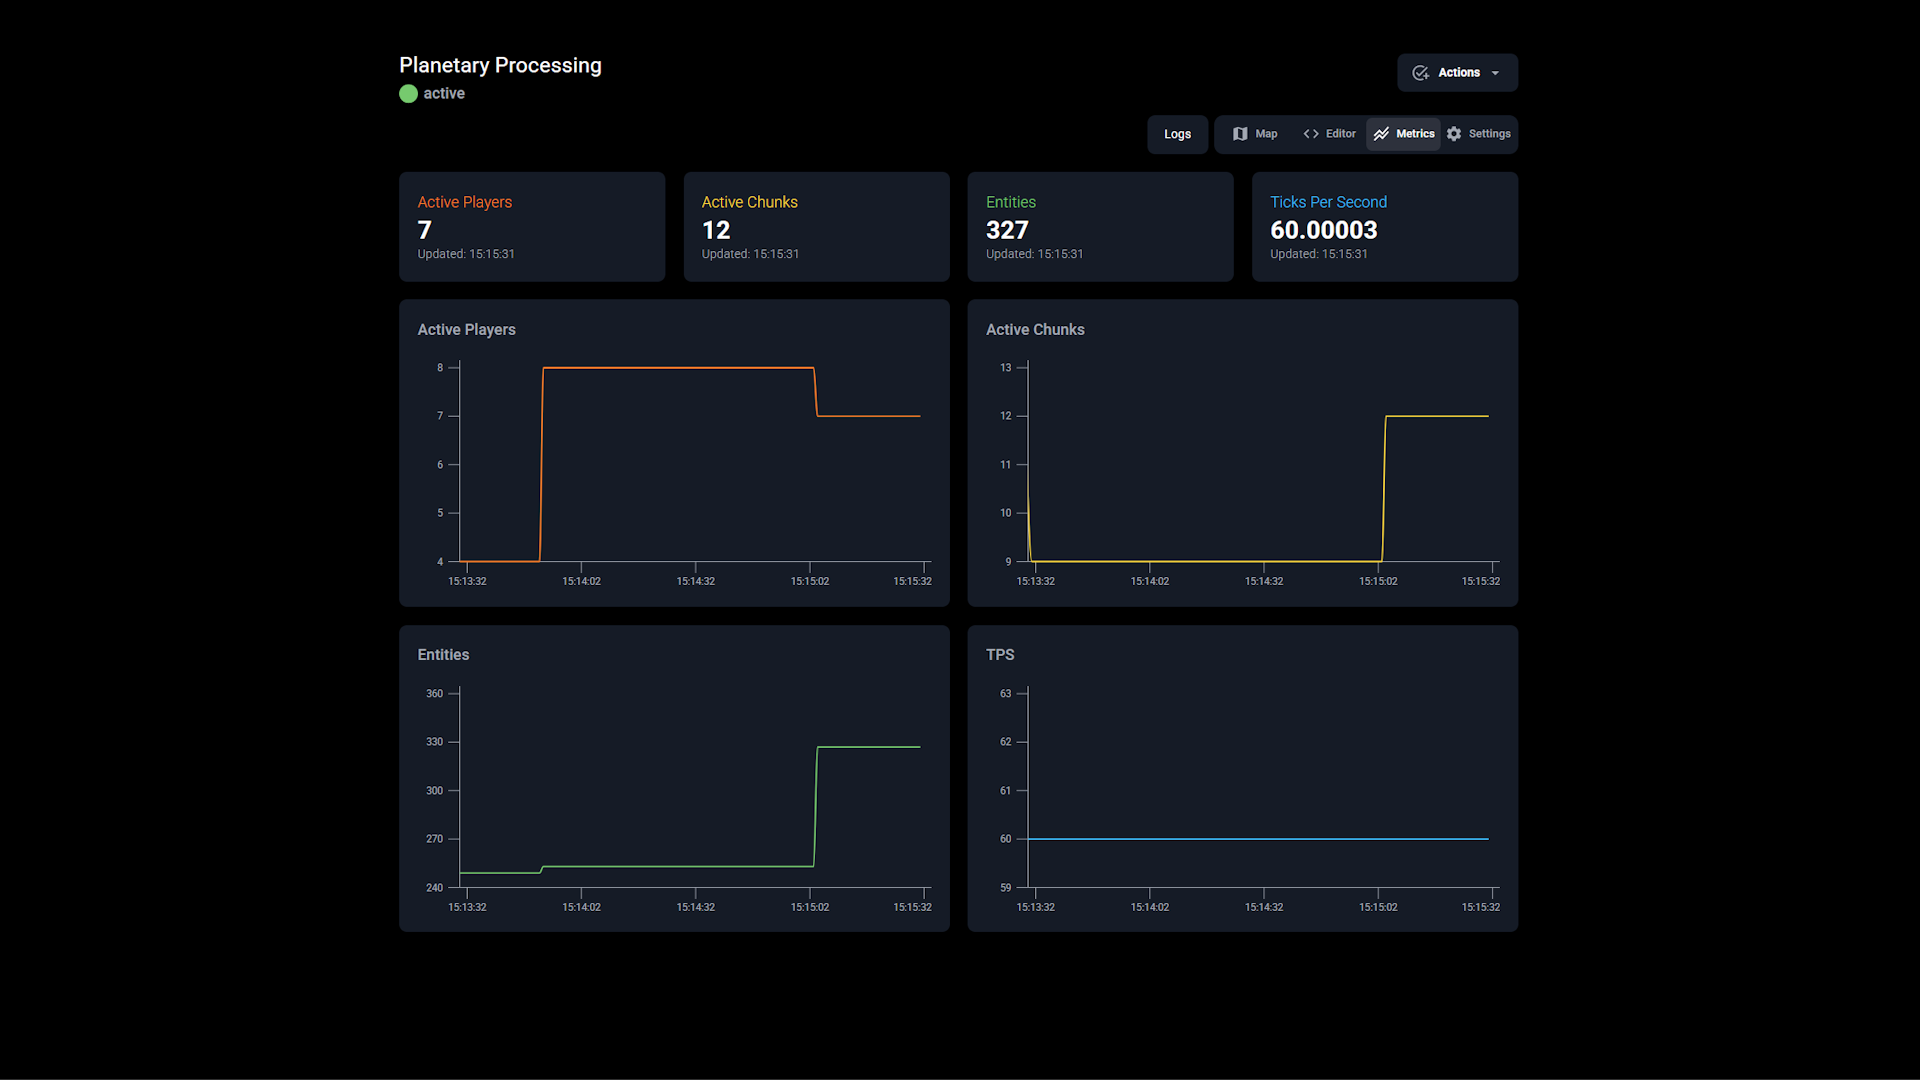 Planetary Processing
active
Actions
Logs
Map
Editor
Metrics
Settings
Active Players
7
Updated: 15:15:31
Active Chunks
12
Updated: 15:15:31
Entities
327
Updated: 15:15:31
Ticks Per Second
60.00003
Updated: 15:15:31
Active Players
8
7
6
5
4
15:13:32 15:14:02 15:14:32 15:15:02 15:15:32
Active Chunks
13
12
11
10
9
15:13:32 15:14:02 15:14:32 15:15:02 15:15:32
Entities
360
330
300
270
240
15:13:32 15:14:02 15:14:32 15:15:02 15:15:32
TPS
63
62
61
60
59
15:13:32 15:14:02 15:14:32 15:15:02 15:15:32